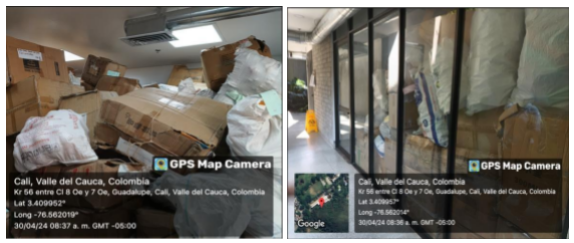 GPS Map Camera
Cali, Valle del Cauca, Colombia
Kr 56 entre Cl 8 Oe y 7 Oe, Guadalupe, Cali, Valle del Cauca, Colombia
Lat 3.409952°
Long -76.562019°
30/04/24 08:37 a. m. GMT -05:00
GPS Map Camera
Cali, Valle del Cauca, Colombia
Kr 56 entre Cl 8 Oe y 7 Oe, Guadalupe, Cali, Valle del Cauca, Colombia
Lat 3.409957°
Long -76.562014°
30/04/24 08:36 a. m. GMT -05:00
Google